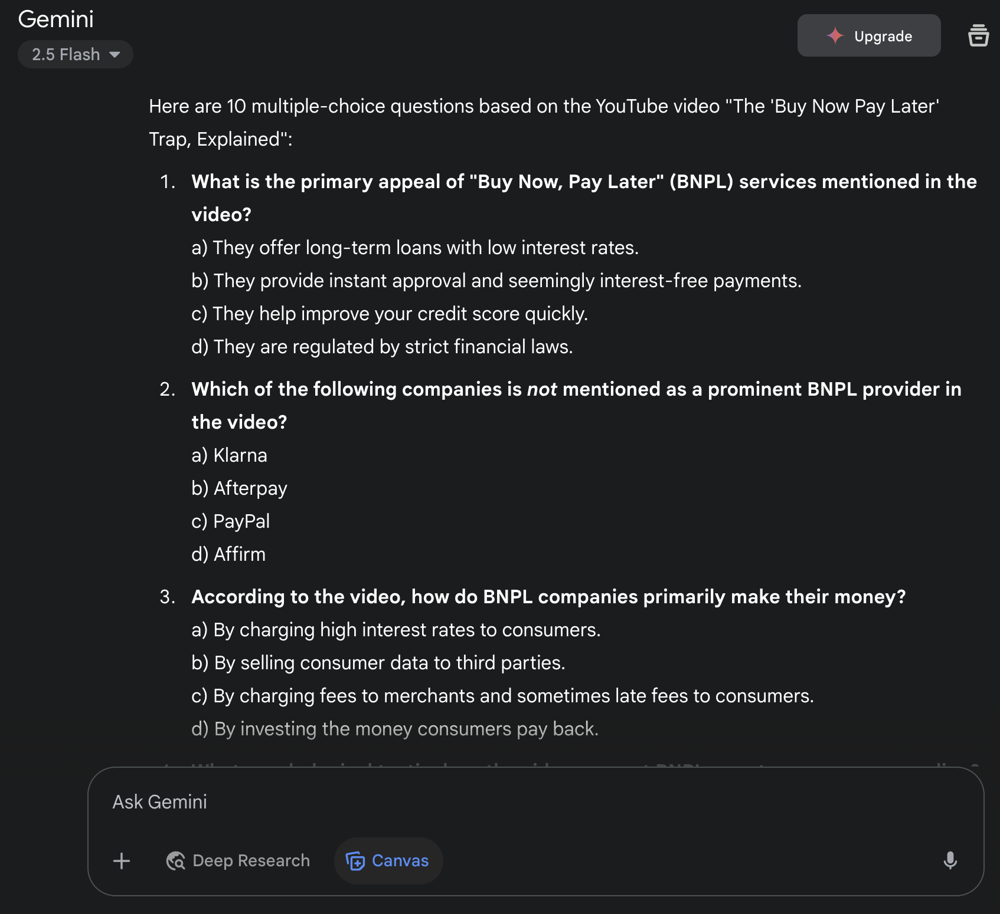 Gemini
2.5 Flash
Upgrade
Here are 10 multiple-choice questions based on the YouTube video "The 'Buy Now Pay Later'
Trap, Explained":
1. What is the primary appeal of "Buy Now, Pay Later" (BNPL) services mentioned in the
video?
a) They offer long-term loans with low interest rates.
b) They provide instant approval and seemingly interest-free payments.
c) They help improve your credit score quickly.
d) They are regulated by strict financial laws.
2. Which of the following companies is not mentioned as a prominent BNPL provider in
the video?
a) Klarna
b) Afterpay
c) PayPal
d) Affirm
3. According to the video, how do BNPL companies primarily make their money?
a) By charging high interest rates to consumers.
b) By selling consumer data to third parties.
c) By charging fees to merchants and sometimes late fees to consumers.
d) By investing the money consumers pay back.
Ask Gemini
Deep Research
Canvas